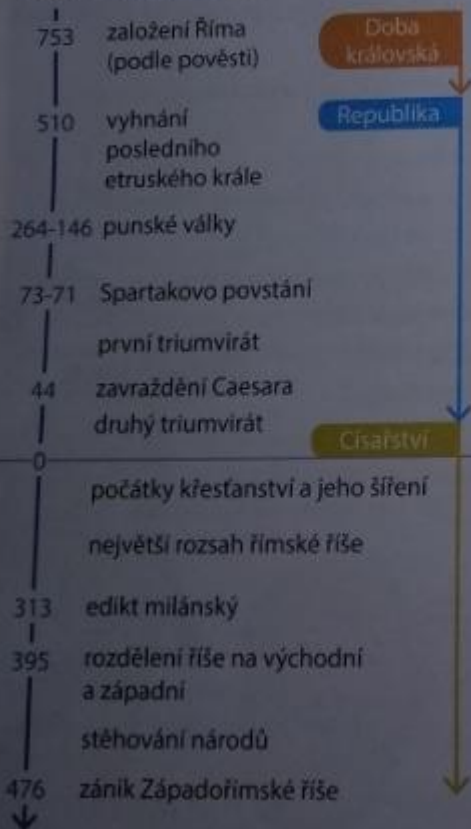 753 založení Říma
(podle pověsti)
Doba
královská
510 vyhnání
posledního
etruského krále
Republika
264-146 punské války
73-71 Spartakovo povstání
první triumvirát
44 zavraždění Caesara
druhý triumvirát
Císařství
0
počátky křesťanství a jeho šíření
největší rozsah římské říše
313 edikt milánský
395 rozdělení říše na východní
a západní
stěhování národů
476 zánik Západořímské říše